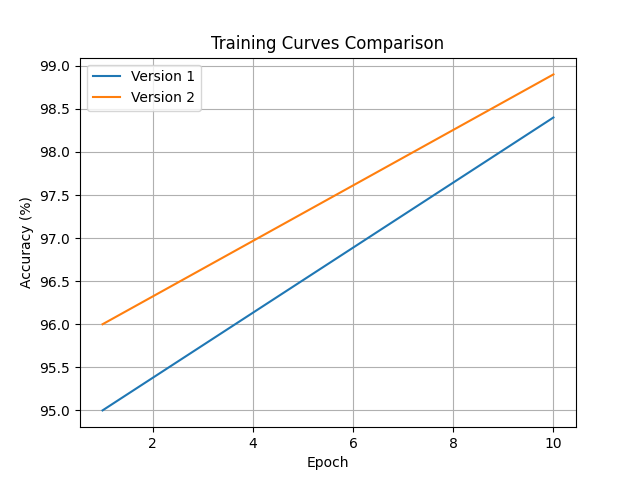 Training Curves Comparison
Version 1
Version 2
Accuracy (%)
99.0
98.5
98.0
97.5
97.0
96.5
96.0
95.5
95.0
2 4 6 8 10
Epoch